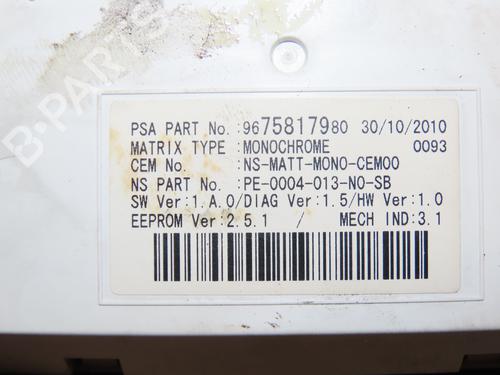 PSA PART No.:9675817980 30/10/2010
MATRIX TYPE :MONOCHROME 0093
CEM No. :NS-MATT-MONO-CEM00
NS PART No. :PE-0004-013-N0-SB
SW Ver:1.A.0/DIAG Ver:1.5/HW Ver:1.0
EEPROM Ver:2.5.1 / MECH IND:3.1
B-PARTS